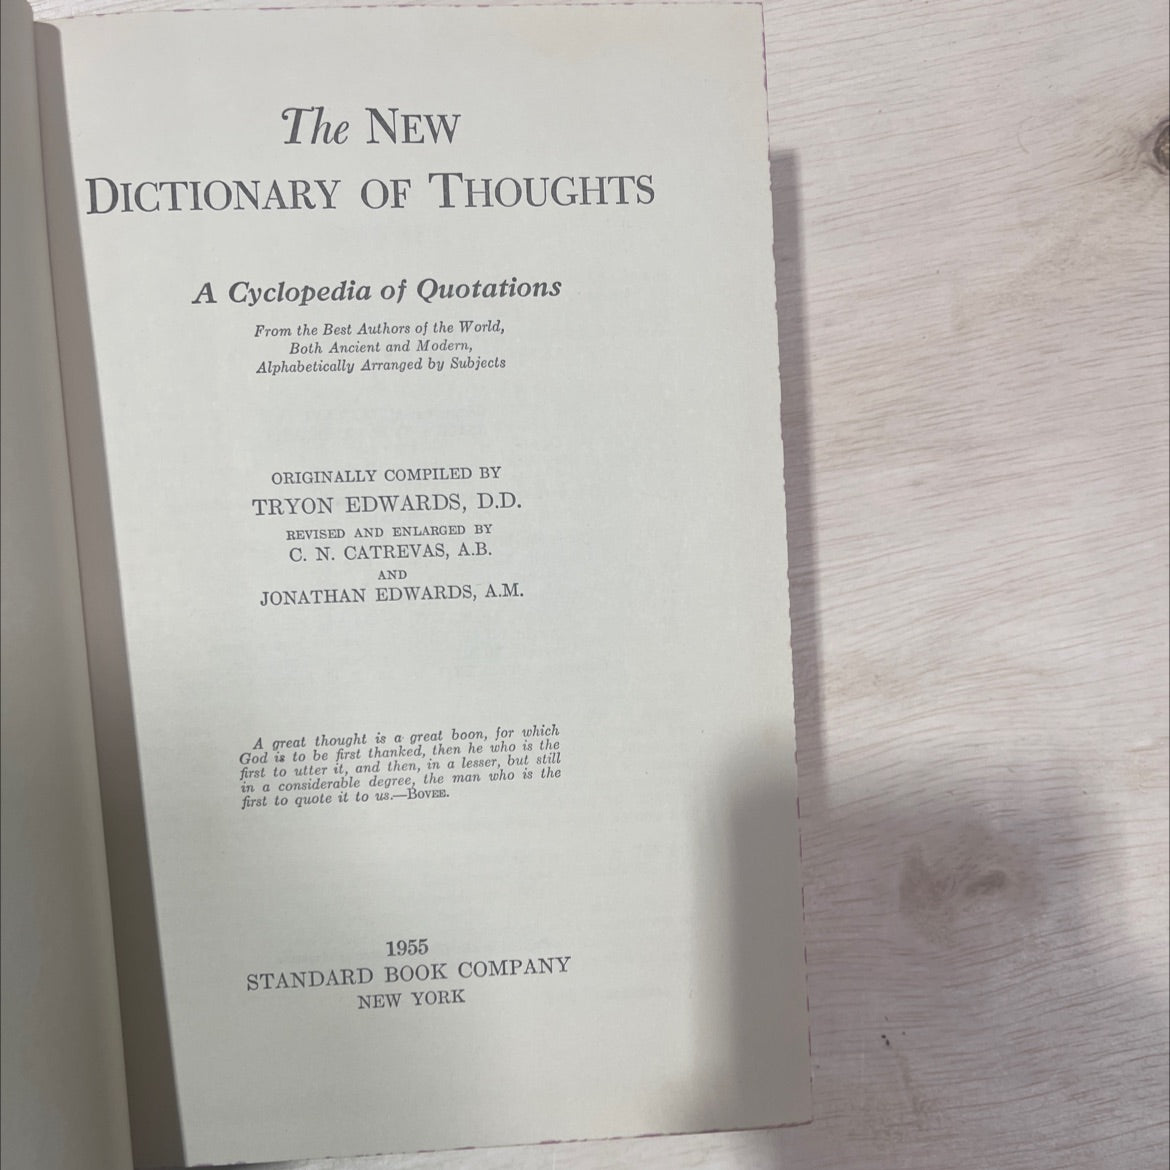 The NEW
DICTIONARY OF THOUGHTS
A Cyclopedia of Quotations
From the Best Authors of the World,
Both Ancient and Modern,
Alphabetically Arranged by Subjects
ORIGINALLY COMPILED BY
TRYON EDWARDS, D.D.
REVISED AND ENLARGED BY
C. N. CATREVAS, A.B.
AND
JONATHAN EDWARDS, A.M.
A great thought is a great boon, for which
God is to be first thanked, then he who is the
first to utter it, and then, in a lesser, but still
in a considerable degree, the man who is the
first to quote it to us.—BOVEE.
1955
STANDARD BOOK COMPANY
NEW YORK